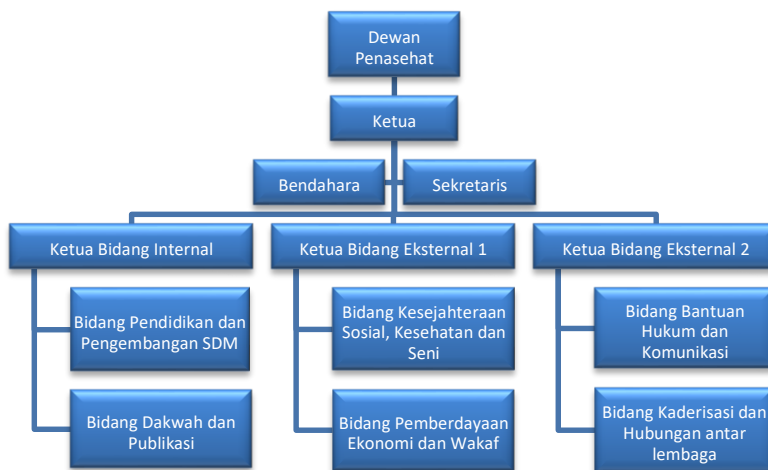 Dewan
Penasehat
Ketua
Bendahara
Sekretaris
Ketua Bidang Internal
Ketua Bidang Eksternal 1
Ketua Bidang Eksternal 2
Bidang Pendidikan dan
Pengembangan SDM
Bidang Kesejahteraan
Sosial, Kesehatan dan
Seni
Bidang Bantuan
Hukum dan
Komunikasi
Bidang Dakwah dan
Publikasi
Bidang Pemberdayaan
Ekonomi dan Wakaf
Bidang Kaderisasi dan
Hubungan antar
lembaga